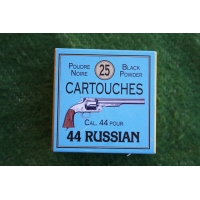 POUDRE NOIRE 25 BLACK POWDER
CARTOUCHES
CAL. 44 POUR
44 RUSSIAN